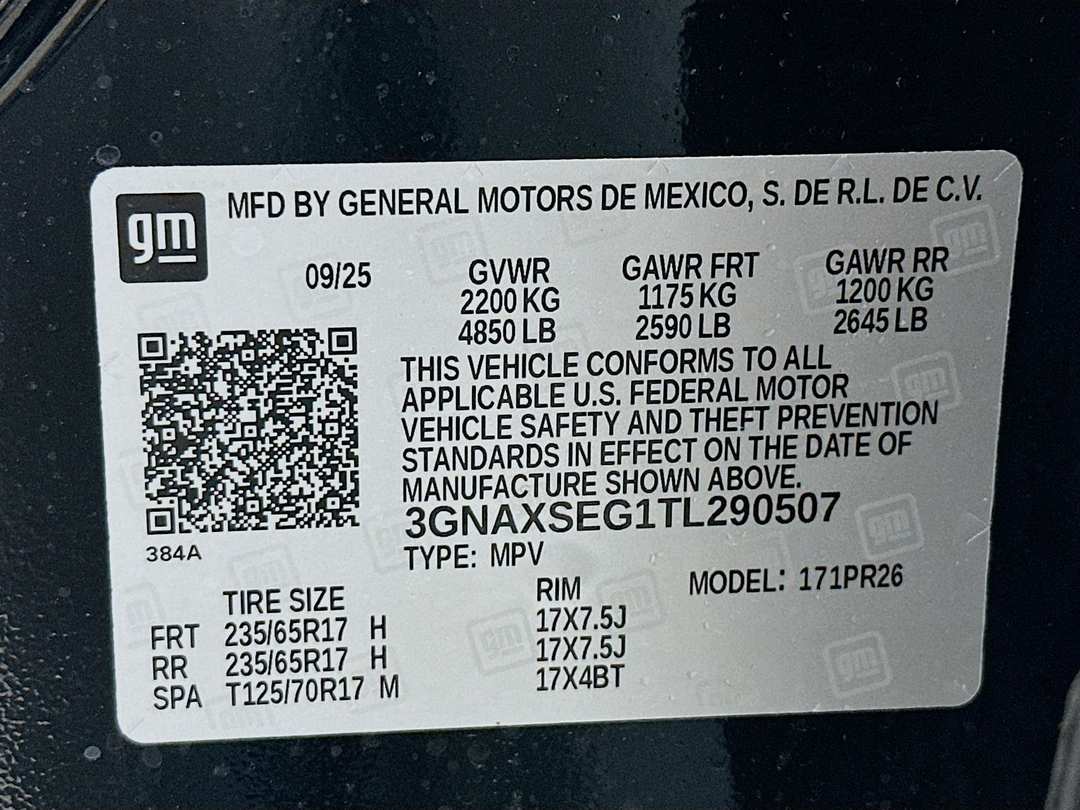 gm
MFD BY GENERAL MOTORS DE MEXICO, S. DE R.L. DE C.V.
09/25 GVWR GAWR FRT GAWR RR
2200 KG 1175 KG 1200 KG
4850 LB 2590 LB 2645 LB
THIS VEHICLE CONFORMS TO ALL
APPLICABLE U.S. FEDERAL MOTOR
VEHICLE SAFETY AND THEFT PREVENTION
STANDARDS IN EFFECT ON THE DATE OF
MANUFACTURE SHOWN ABOVE.
3GNAXSEG1TL290507
384A
TYPE: MPV MODEL: 171PR26
TIRE SIZE RIM
FRT 235/65R17 H 17X7.5J
RR 235/65R17 H 17X7.5J
SPA T125/70R17 M 17X4BT